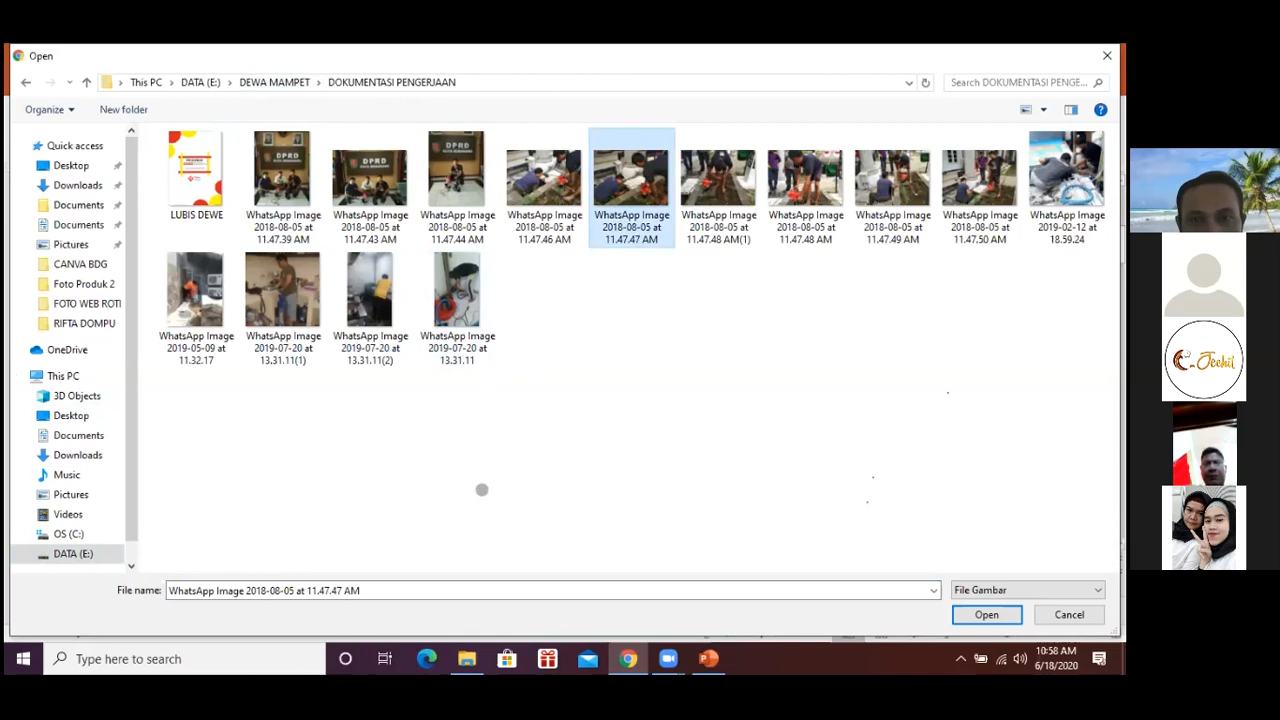 Open
This PC > DATA (E:) > DEWA MAMPET > DOKUMENTASI PENGERJAAN
Search DOKUMENTASI PENGE...
Organize
New folder
Quick access
Desktop
Downloads
Documents
Documents
Pictures
CANVA BDG
Foto Produk 2
FOTO WEB ROTI
RIFTA DOMPU
OneDrive
This PC
3D Objects
Desktop
Documents
Downloads
Music
Pictures
Videos
OS (C:)
DATA (E:)
DPRD
DPRD
DPRD
LUBIS DEWE
WhatsApp Image
2018-08-05 at
11.47.39 AM
WhatsApp Image
2018-08-05 at
11.47.43 AM
WhatsApp Image
2018-08-05 at
11.47.44 AM
WhatsApp Image
2018-08-05 at
11.47.46 AM
WhatsApp Image
2018-08-05 at
11.47.47 AM
WhatsApp Image
2018-08-05 at
11.47.48 AM(1)
WhatsApp Image
2018-08-05 at
11.47.48 AM
WhatsApp Image
2018-08-05 at
11.47.49 AM
WhatsApp Image
2018-08-05 at
11.47.50 AM
WhatsApp Image
2019-02-12 at
18.59.24
WhatsApp Image
2019-05-09 at
11.32.17
WhatsApp Image
2019-07-20 at
13.31.11(1)
WhatsApp Image
2019-07-20 at
13.31.11(2)
WhatsApp Image
2019-07-20 at
13.31.11
File name:
WhatsApp Image 2018-08-05 at 11.47.47 AM
File Gambar
Open
Cancel
Type here to search
10:58 AM
6/18/2020
Jechil